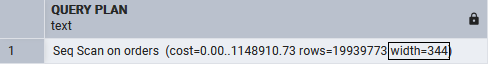 QUERY PLAN
text
1 Seq Scan on orders (cost=0.00..1148910.73 rows=19939773 width=344)